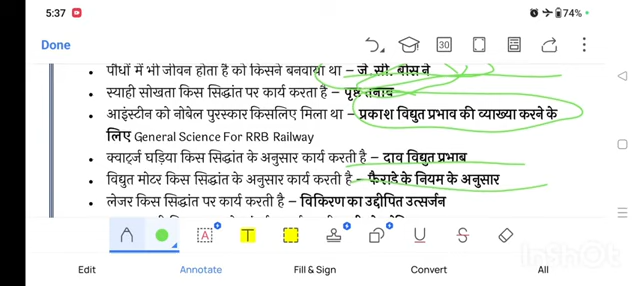 5:37
74%
Done
30
पौधों में भी जीवन होता है को किसने बनवाया था – जे. सी. बोस ने
स्याही सोखता किस सिद्धांत पर कार्य करता है – पृष्ठ तनाव
आइंस्टीन को नोबेल पुरस्कार किसलिए मिला था – प्रकाश विद्युत प्रभाव की व्याख्या करने के
लिए General Science For RRB Railway
क्वार्ट्ज घड़िया किस सिद्धांत के अनुसार कार्य करती है – दाव विद्युत प्रभाब
विद्युत मोटर किस सिद्धांत के अनुसार कार्य करती है – फैराडे के नियम के अनुसार
लेजर किस सिद्धांत पर कार्य करती है – विकिरण का उद्दीपित उत्सर्जन
A T U S
Edit Annotate Fill & Sign Convert All
InShot